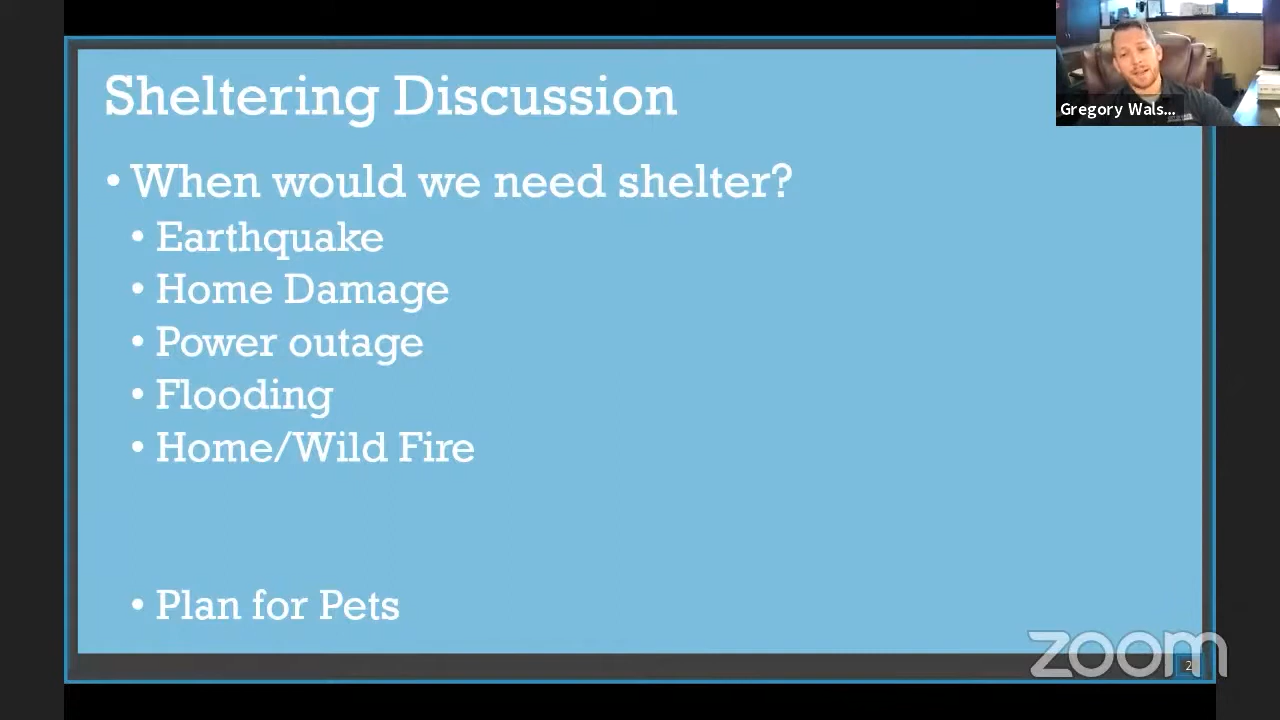 Sheltering Discussion
• When would we need shelter?
• Earthquake
• Home Damage
• Power outage
• Flooding
• Home/Wild Fire
• Plan for Pets
Gregory Wals...
zoom
2